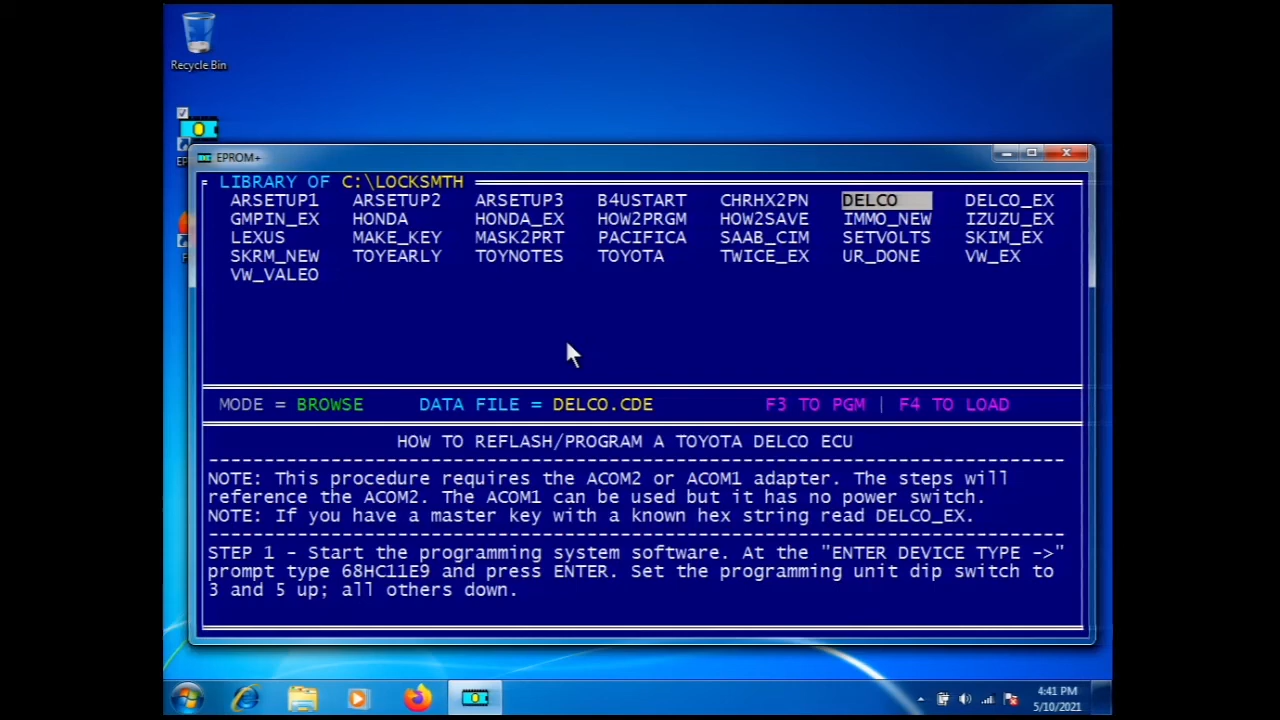 Recycle Bin
EPROM+
LIBRARY OF C:\LOCKSMTH
ARSETUP1 ARSETUP2 ARSETUP3 B4USTART CHRHX2PN DELCO DELCO_EX
GMPIN_EX HONDA HONDA_EX HOW2PRGM HOW2SAVE IMMO_NEW IZUZU_EX
LEXUS MAKE_KEY MASK2PRT PACIFICA SAAB_CIM SETVOLTS SKIM_EX
SKRM_NEW TOYEARLY TOYNOTES TOYOTA TWICE_EX UR_DONE VW_EX
VW_VALEO
MODE = BROWSE DATA FILE = DELCO.CDE F3 TO PGM | F4 TO LOAD
HOW TO REFLASH/PROGRAM A TOYOTA DELCO ECU
NOTE: This procedure requires the ACOM2 or ACOM1 adapter. The steps will
reference the ACOM2. The ACOM1 can be used but it has no power switch.
NOTE: If you have a master key with a known hex string read DELCO_EX.
STEP 1 - Start the programming system software. At the "ENTER DEVICE TYPE ->"
prompt type 68HC11E9 and press ENTER. Set the programming unit dip switch to
3 and 5 up; all others down.
4:41 PM
5/10/2021